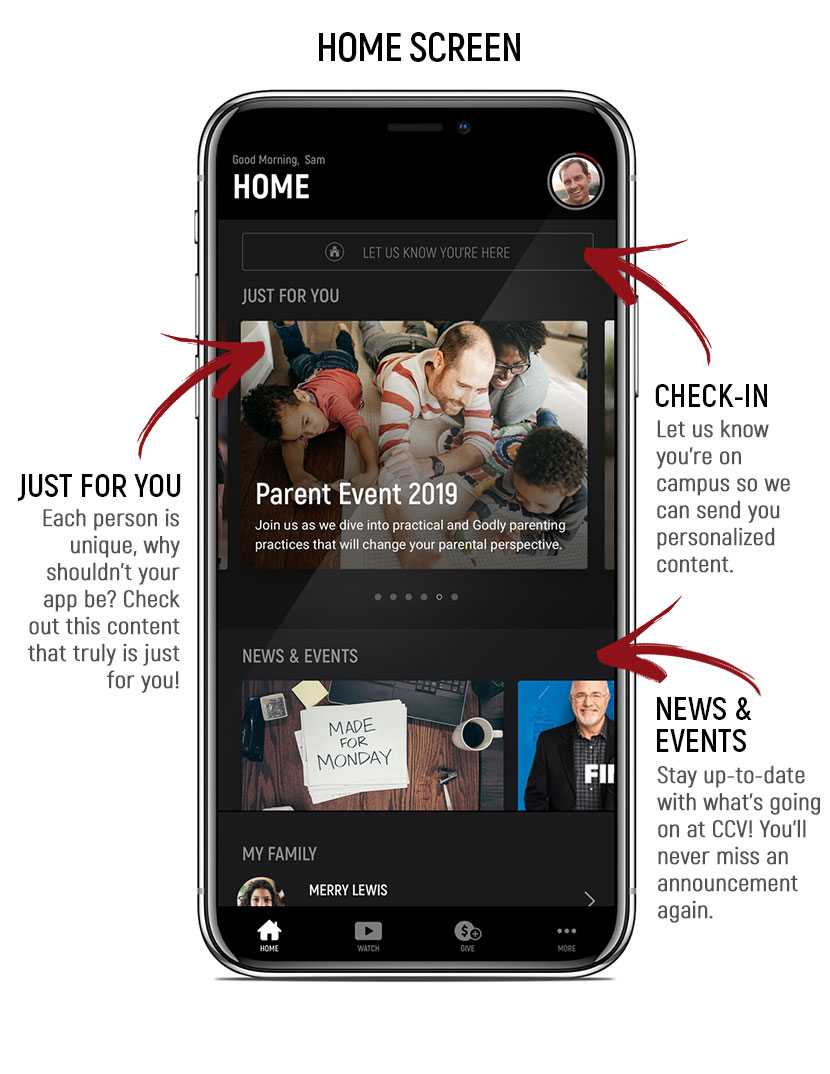 HOME SCREEN
Good Morning, Sam
HOME
LET US KNOW YOU'RE HERE
JUST FOR YOU
Parent Event 2019
Join us as we dive into practical and Godly parenting
practices that will change your parental perspective.
NEWS & EVENTS
MADE
FOR
MONDAY
FI
MY FAMILY
MERRY LEWIS
HOME
WATCH
GIVE
MORE
JUST FOR YOU
Each person is
unique, why
shouldn't your
app be? Check
out this content
that truly is just
for you!
CHECK-IN
Let us know
you're on
campus so we
can send you
personalized
content.
NEWS &
EVENTS
Stay up-to-date
with what's going
on at CCV! You'll
never miss an
announcement
again.